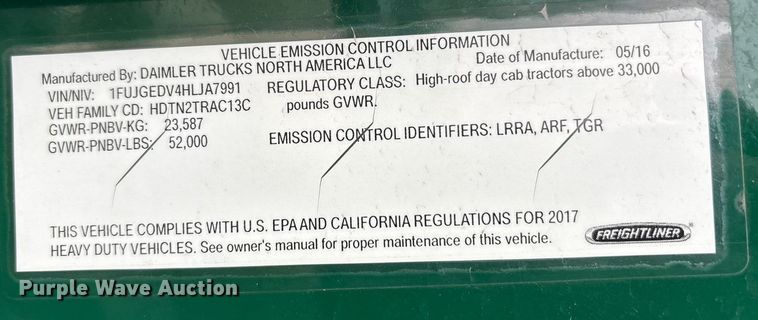 VEHICLE EMISSION CONTROL INFORMATION
Manufactured By: DAIMLER TRUCKS NORTH AMERICA LLC Date of Manufacture: 05/16
VIN/NIV: 1FUJGEDV4HLJA7991 REGULATORY CLASS: High-roof day cab tractors above 33,000
VEH FAMILY CD: HDTN2TRAC13C pounds GVWR.
GVWR-PNBV-KG: 23,587
GVWR-PNBV-LBS: 52,000 EMISSION CONTROL IDENTIFIERS: LRRA, ARF, TGR
THIS VEHICLE COMPLIES WITH U.S. EPA AND CALIFORNIA REGULATIONS FOR 2017
HEAVY DUTY VEHICLES. See owner's manual for proper maintenance of this vehicle.
FREIGHTLINER
Purple Wave Auction